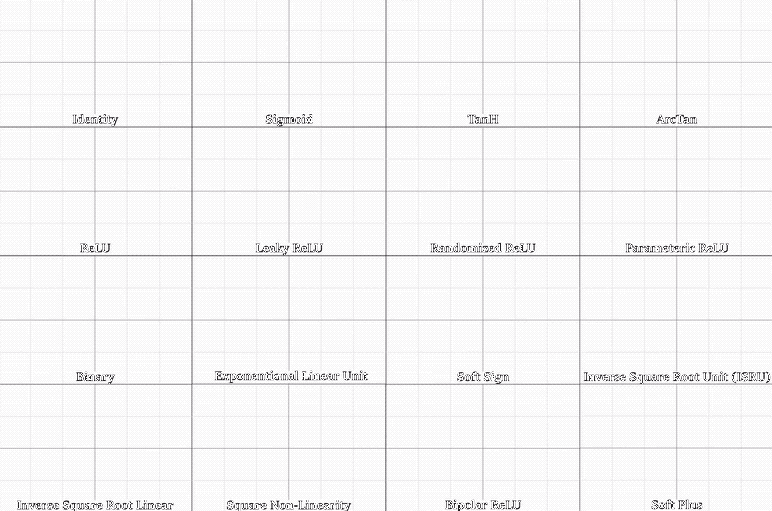 Identity
Sigmoid
TanH
ArcTan
ReLU
Leaky ReLU
Randomized ReLU
Parameteric ReLU
Binary
Exponentional Linear Unit
Soft Sign
Inverse Square Root Unit (ISRU)
Inverse Square Root Linear
Square Non-Linearity
Bipolar ReLU
Soft Plus